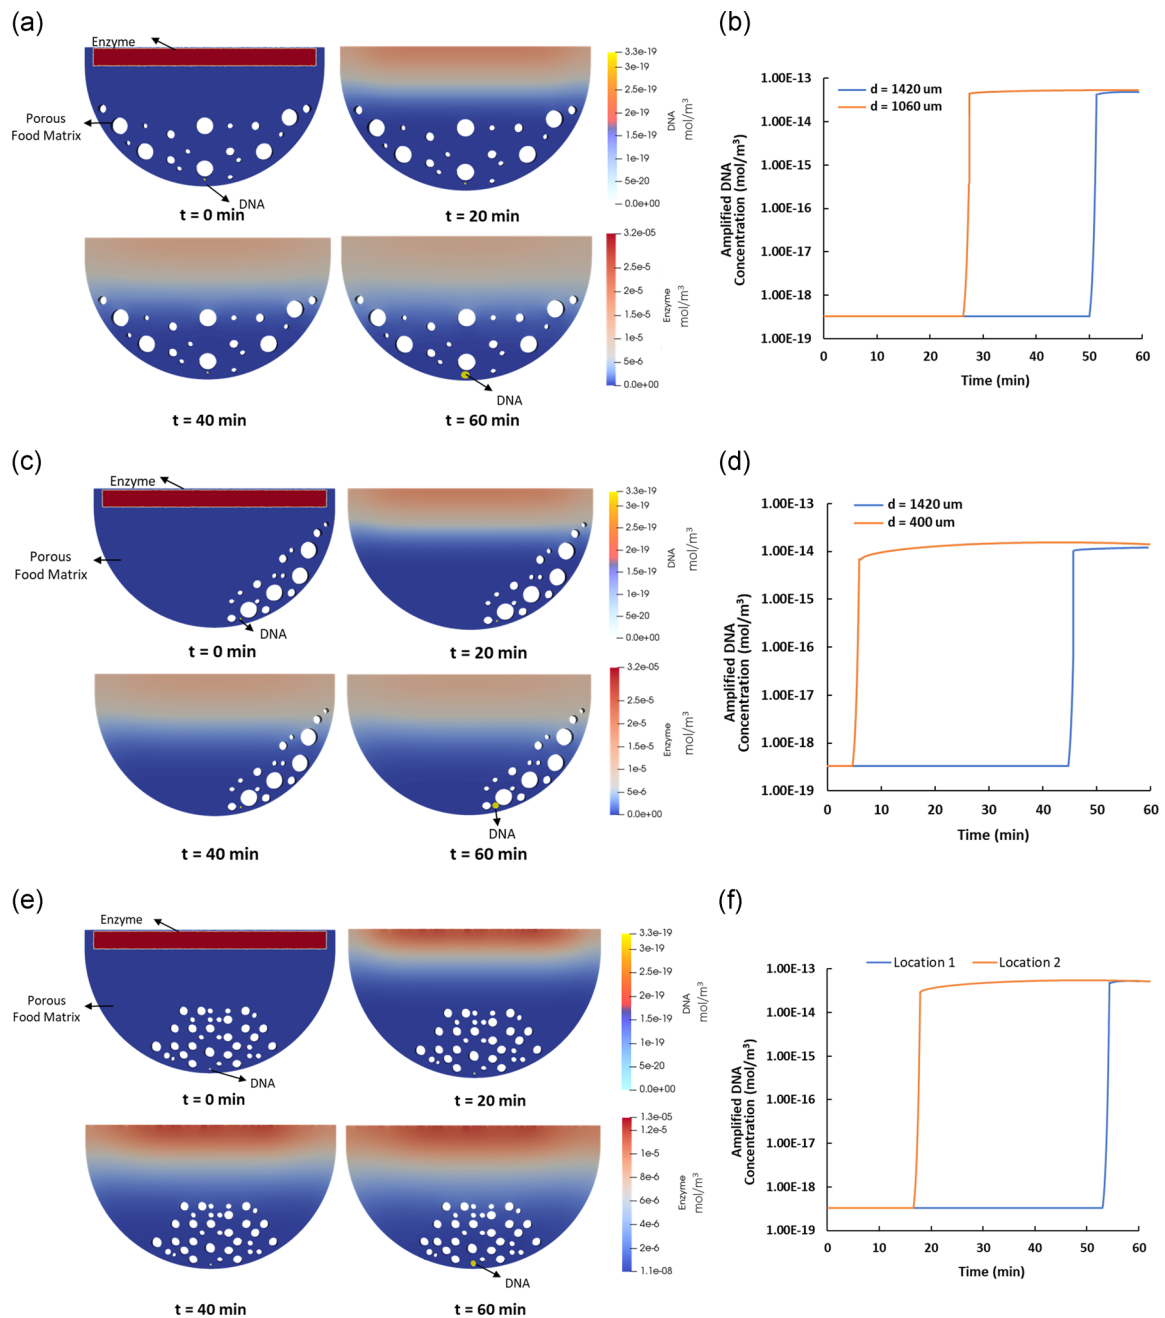 (a)
Enzyme
Porous
Food Matrix
DNA
t = 0 min
t = 20 min
3.3e-19
3e-19
2.5e-19
2e-19
1.5e-19
1e-19
5e-20
0.0e+00
DNA
mol/m³
t = 40 min
DNA
t = 60 min
3.2e-05
2.5e-5
2e-5
1.5e-5
1e-5
5e-6
0.0e+00
Enzyme
mol/m³
(b)
d = 1420 um
d = 1060 um
1.00E-13
1.00E-14
1.00E-15
1.00E-16
1.00E-17
1.00E-18
1.00E-19
Amplified DNA
Concentration (mol/m³)
0 10 20 30 40 50 60
Time (min)
(c)
Enzyme
Porous
Food Matrix
DNA
t = 0 min
t = 20 min
3.3e-19
3e-19
2.5e-19
2e-19
1.5e-19
1e-19
5e-20
0.0e+00
DNA
mol/m³
t = 40 min
DNA
t = 60 min
3.2e-05
2.5e-5
2e-5
1.5e-5
1e-5
5e-6
0.0e+00
Enzyme
mol/m³
(d)
d = 1420 um
d = 400 um
1.00E-13
1.00E-14
1.00E-15
1.00E-16
1.00E-17
1.00E-18
1.00E-19
Amplified DNA
Concentration (mol/m³)
0 10 20 30 40 50 60
Time (min)
(e)
Enzyme
Porous
Food Matrix
DNA
t = 0 min
t = 20 min
3.3e-19
3e-19
2.5e-19
2e-19
1.5e-19
1e-19
5e-20
0.0e+00
DNA
mol/m³
t = 40 min
DNA
t = 60 min
1.3e-05
1.2e-5
1e-5
8e-6
6e-6
4e-6
2e-6
1.1e-08
Enzyme
mol/m³
(f)
Location 1 Location 2
1.00E-13
1.00E-14
1.00E-15
1.00E-16
1.00E-17
1.00E-18
1.00E-19
Amplified DNA
Concentration (mol/m³)
0 10 20 30 40 50 60
Time (min)